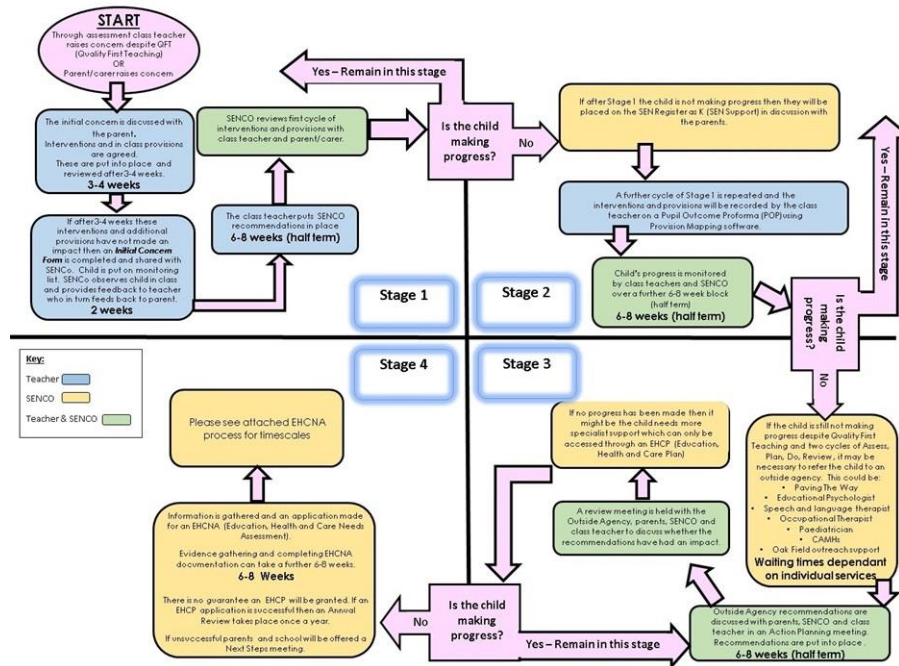 START
Through assessment class teacher
raises concern despite QFT
(Quality First Teaching)
OR
Parent/carer raises concern
The initial concern is discussed with
the parent.
Interventions and in class provisions
are agreed.
These are put into place and
reviewed after 3-4 weeks.
3-4 weeks
If after 3-4 weeks these
interventions and additional
provisions have not made an
impact then an Initial Concern
Form is completed and shared with
SENCo. Child is put on monitoring
list. SENCo observes child in class
and provides feedback to teacher
who in turn feeds back to parent.
2 weeks
The class teacher puts SENCO
recommendations in place
6-8 weeks (half term)
SENCO reviews first cycle of
interventions and provisions with
class teacher and parent/carer.
Yes – Remain in this stage
Is the child
making
progress?
No
Stage 1
If after Stage 1 the child is not making progress then they will be
placed on the SEN Register as K (SEN Support) in discussion with
the parents.
A further cycle of Stage 1 is repeated and the
interventions and provisions will be recorded by the class
teacher on a Pupil Outcome Proforma (POP) using
Provision Mapping software.
Child's progress is monitored
by class teachers and SENCO
over a further 6-8 week block
(half term)
6-8 weeks (half term)
Stage 2
Is the child
making
progress?
Yes – Remain in this stage
No
If the child is still not making
progress despite Quality First
Teaching and two cycles of Assess,
Plan, Do, Review, it may be
necessary to refer the child to an
outside agency. This could be:
• Paving The Way
• Educational Psychologist
• Speech and language therapist
• Occupational Therapist
• Paediatrician
• CAMHs
• Oak Field outreach support
Waiting times dependant
on individual services
Outside Agency recommendations are
discussed with parents, SENCO and class
teacher in an Action Planning meeting.
Recommendations are put into place.
6-8 weeks (half term)
A review meeting is held with the
Outside Agency, parents, SENCO and
class teacher to discuss whether the
recommendations have had an impact.
If no progress has been made then it
might be the child needs more
specialist support which can only be
accessed through an EHCP (Education,
Health and Care Plan)
Stage 3
Is the child
making
progress?
Yes – Remain in this stage
No
Stage 4
Information is gathered and an application made
for an EHCNA (Education, Health and Care Needs
Assessment).
Evidence gathering and completing EHCNA
documentation can take a further 6-8 weeks.
6-8 Weeks
There is no guarantee an EHCP will be granted. If an
EHCP application is successful then an Annual
Review takes place once a year.
If unsuccessful parents and school will be offered a
Next Steps meeting.
Please see attached EHCNA
process for timescales
Key:
Teacher
SENCO
Teacher & SENCO